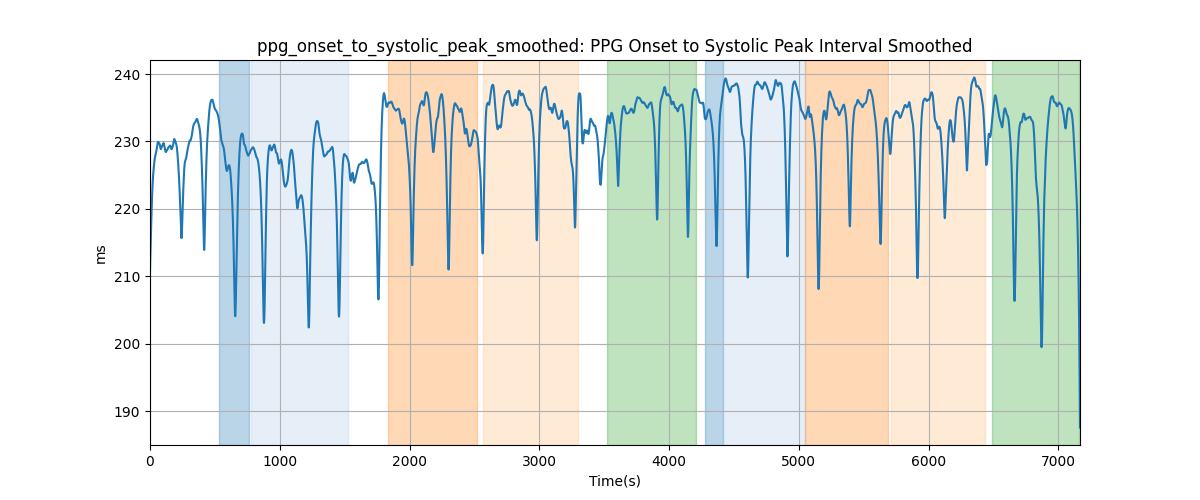 ppg_onset_to_systolic_peak_smoothed: PPG Onset to Systolic Peak Interval Smoothed
240
230
220
210
200
190
ms
0 1000 2000 3000 4000 5000 6000 7000
Time(s)